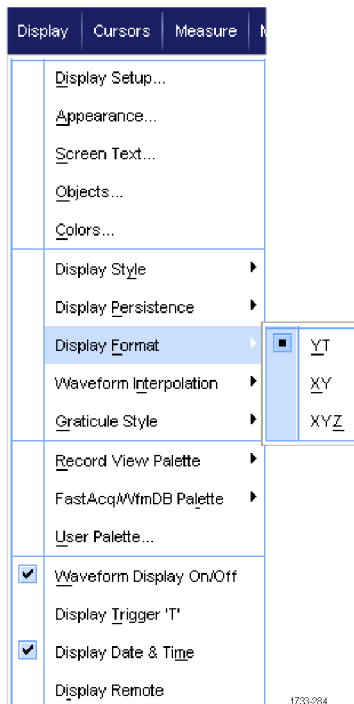 Display Cursors Measure
Display Setup...
Appearance...
Screen Text...
Objects...
Colors...
Display Style
Display Persistence
Display Format
YT
Waveform Interpolation
XY
Graticule Style
XYZ
Record View Palette
FastAcq/WfmDB Palette
User Palette...
Waveform Display On/Off
Display Trigger 'T'
Display Date & Time
Display Remote
1733-284